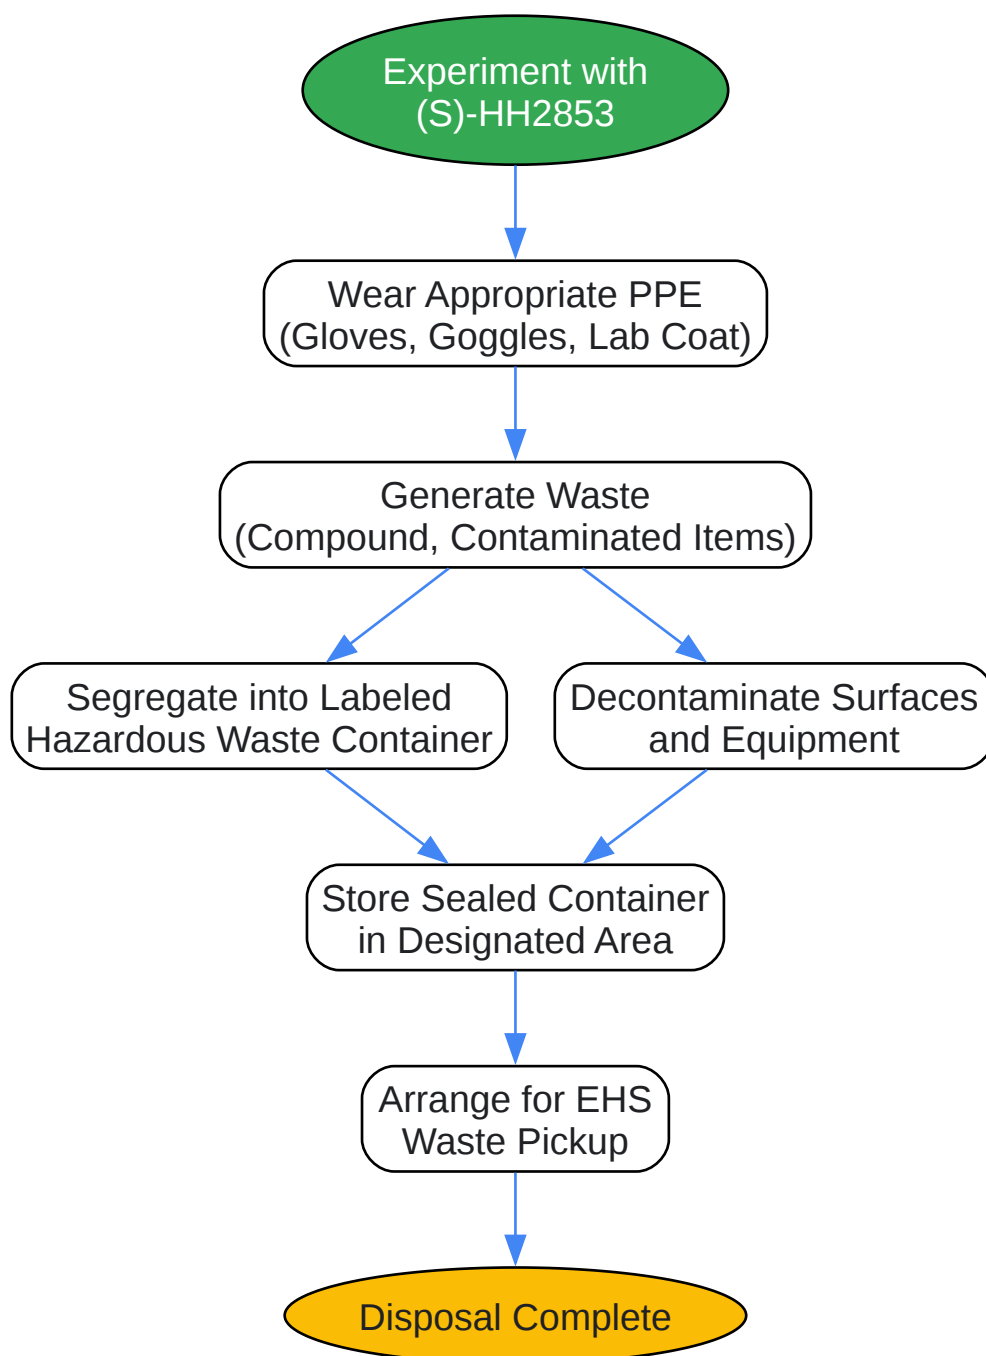 Experiment with
(S)-HH2853
Wear Appropriate PPE
(Gloves, Goggles, Lab Coat)
Generate Waste
(Compound, Contaminated Items)
Segregate into Labeled
Hazardous Waste Container
Decontaminate Surfaces
and Equipment
Store Sealed Container
in Designated Area
Arrange for EHS
Waste Pickup
Disposal Complete